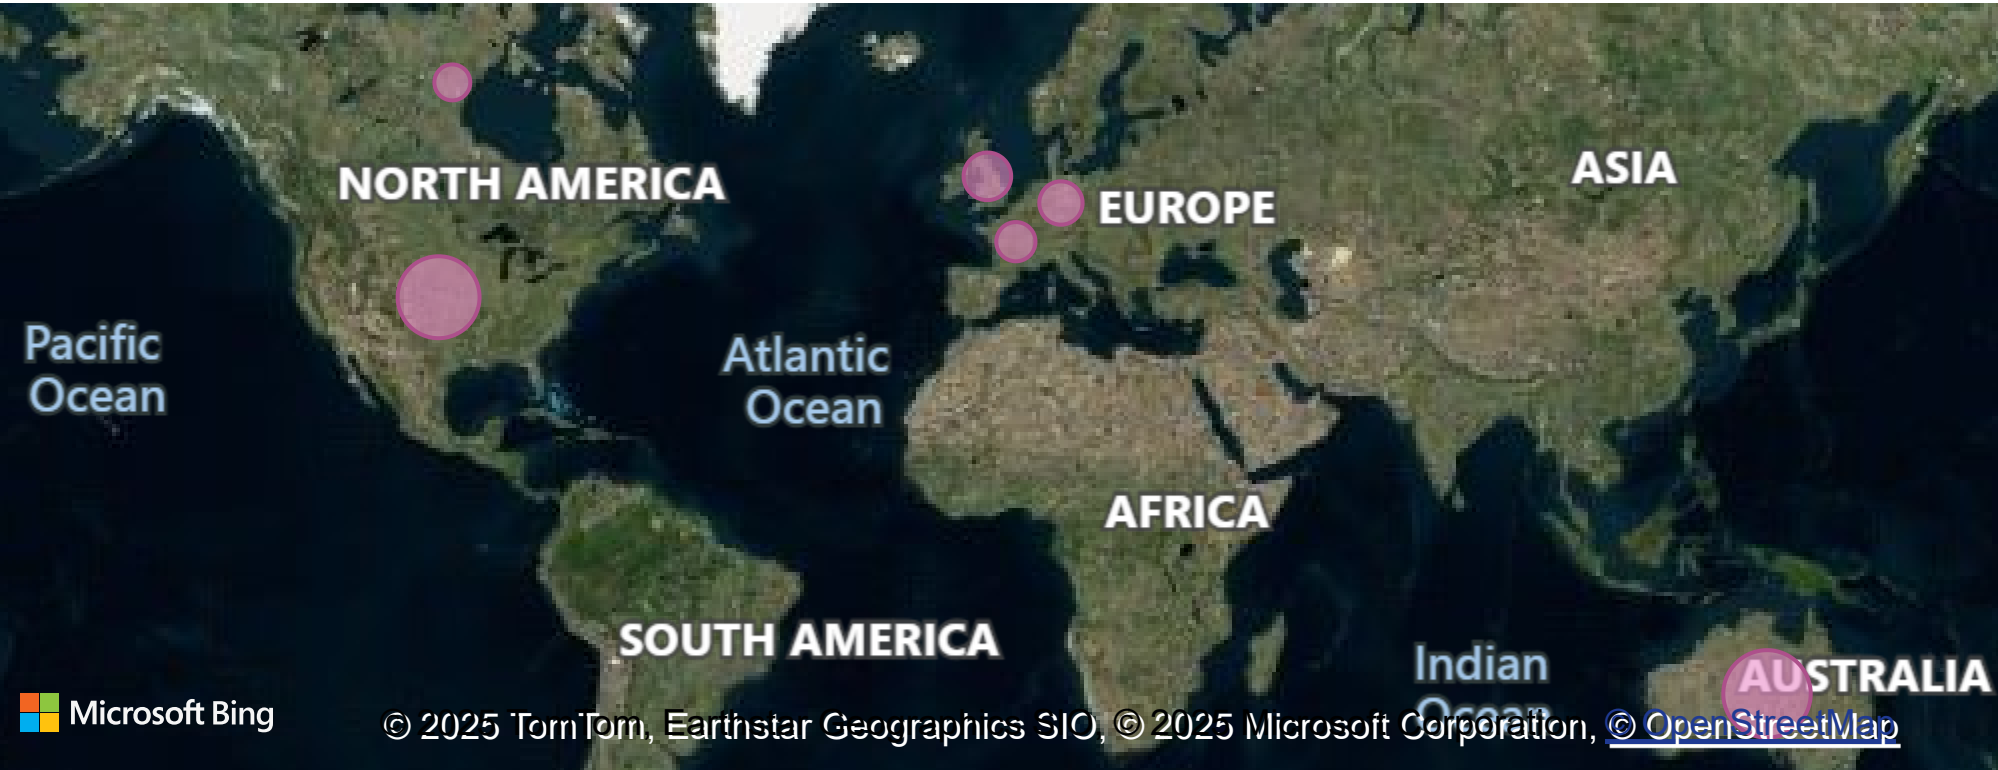 NORTH AMERICA
ASIA
EUROPE
Pacific
Ocean
Atlantic
Ocean
AFRICA
SOUTH AMERICA
Indian
Ocean
AUSTRALIA
Microsoft Bing
© 2025 TomTom, Earthstar Geographics SIO, © 2025 Microsoft Corporation, © OpenStreetMap